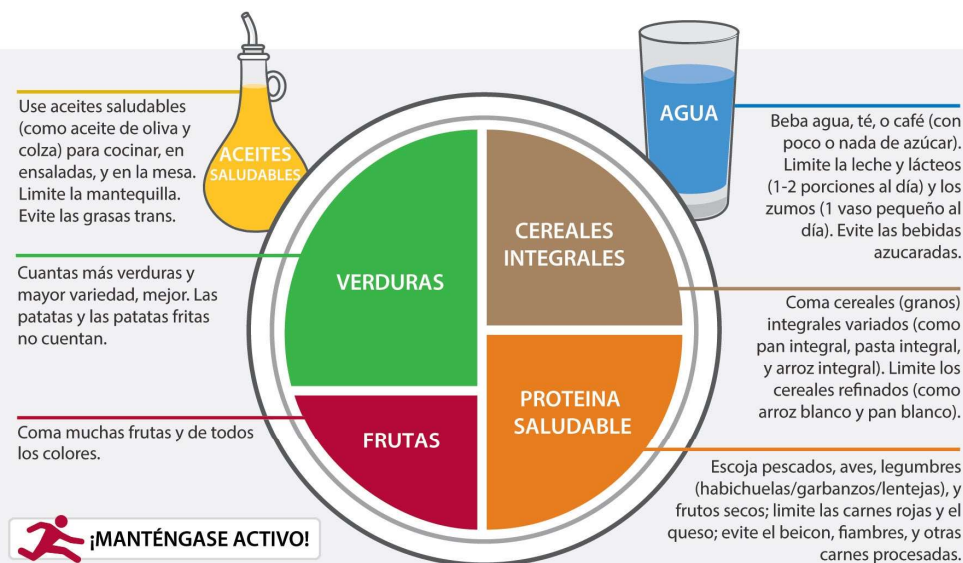 Use aceites saludables
(como aceite de oliva y
colza) para cocinar, en
ensaladas, y en la mesa.
Limite la mantequilla.
Evite las grasas trans.
ACEITES
SALUDABLES
AGUA
Beba agua, té, o café (con
poco o nada de azúcar).
Limite la leche y lácteos
(1-2 porciones al día) y los
zumos (1 vaso pequeño al
día). Evite las bebidas
azucaradas.
VERDURAS
CEREALES
INTEGRALES
Cuantas más verduras y
mayor variedad, mejor. Las
patatas y las patatas fritas
no cuentan.
Coma cereales (granos)
integrales variados (como
pan integral, pasta integral,
y arroz integral). Limite los
cereales refinados (como
arroz blanco y pan blanco).
FRUTAS
PROTEINA
SALUDABLE
Coma muchas frutas y de todos
los colores.
Escoja pescados, aves, legumbres
(habichuelas/garbanzos/lentejas), y
frutos secos; limite las carnes rojas y el
queso; evite el beicon, fiambres, y otras
carnes procesadas.
¡MANTÉNGASE ACTIVO!